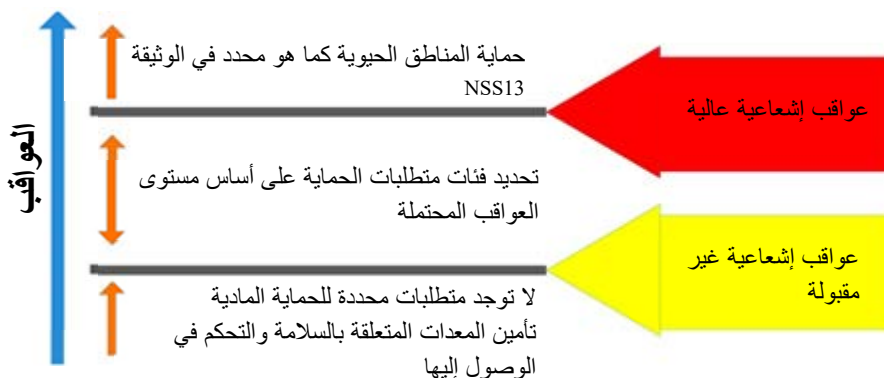 العواقب
حماية المناطق الحيوية كما هو محدد في الوثيقة
NSS13
عواقب إشعاعية عالية
تحديد فئات متطلبات الحماية على أساس مستوى
العواقب المحتملة
عواقب إشعاعية غير
مقبولة
لا توجد متطلبات محددة للحماية المادية
تأمين المعدات المتعلقة بالسلامة والتحكم في
الوصول إليها